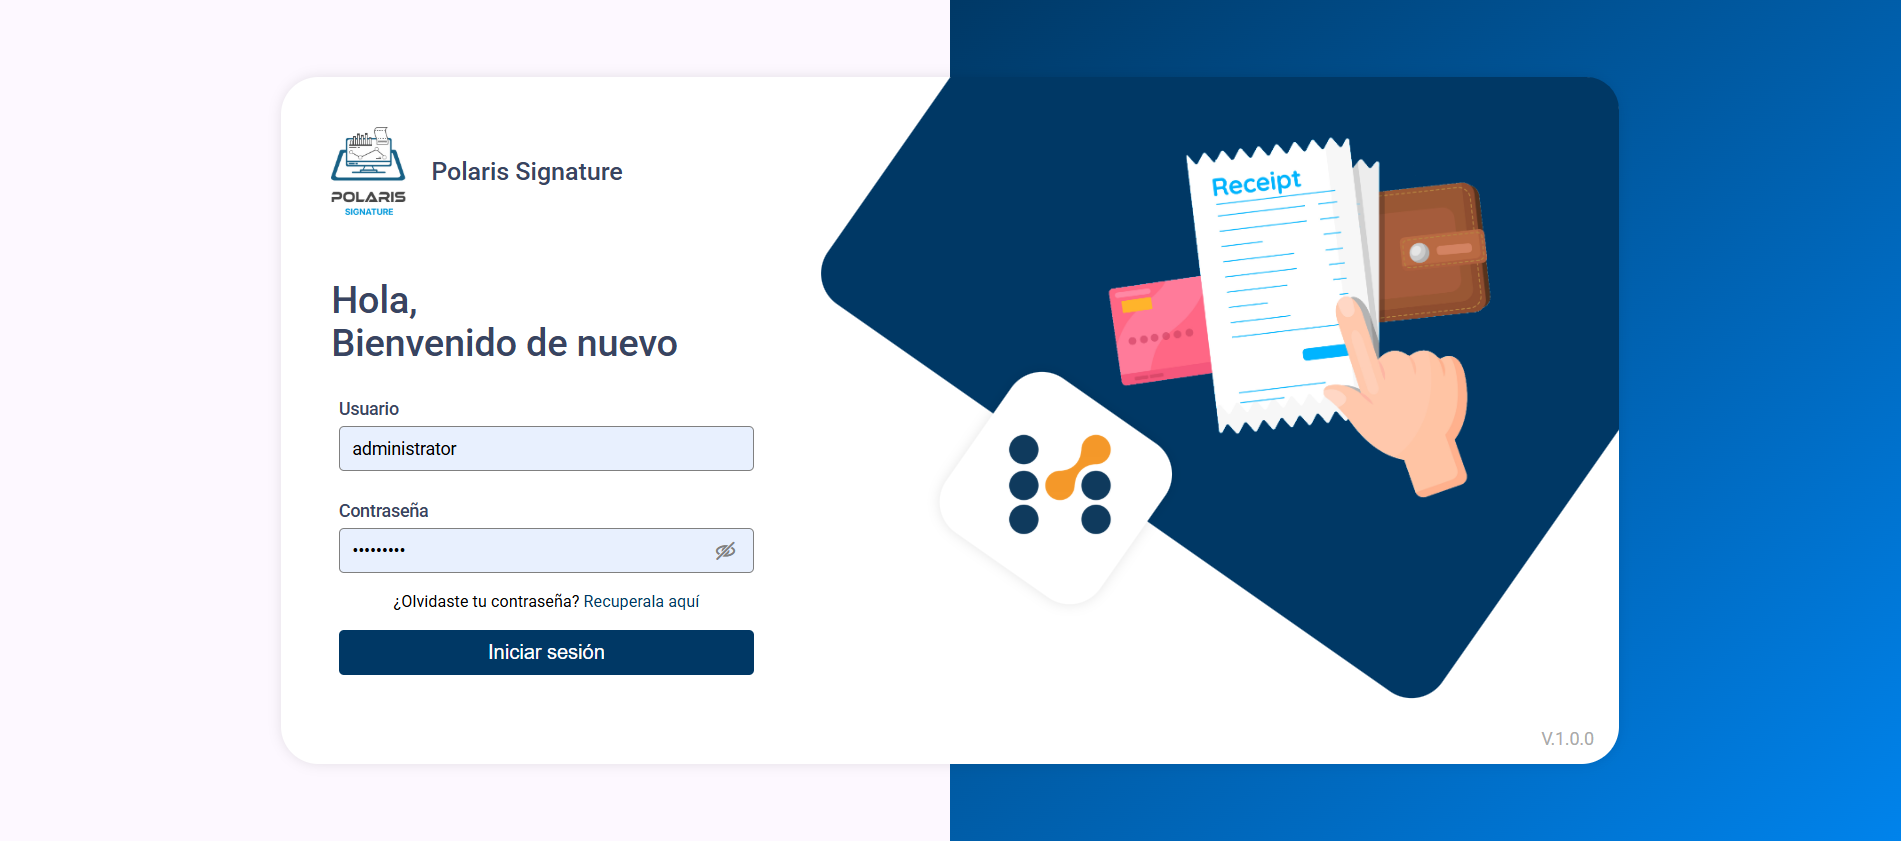 POLARIS
SIGNATURE
Polaris Signature
Hola,
Bienvenido de nuevo
Usuario
administrator
Contraseña
•••••••••
¿Olvidaste tu contraseña? Recuperala aquí
Iniciar sesión
Receipt
V.1.0.0